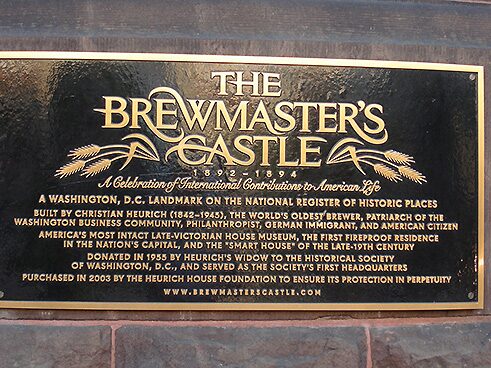 THE
BREWMASTER'S
CASTLE
1892-1894
A Celebration of International Contributions to American Life
A WASHINGTON, D.C. LANDMARK ON THE NATIONAL REGISTER OF HISTORIC PLACES
BUILT BY CHRISTIAN HEURICH (1842-1945), THE WORLD'S OLDEST BREWER, PATRIARCH OF THE
WASHINGTON BUSINESS COMMUNITY, PHILANTHROPIST, GERMAN IMMIGRANT, AND AMERICAN CITIZEN
AMERICA'S MOST INTACT LATE-VICTORIAN HOUSE MUSEUM, THE FIRST FIREPROOF RESIDENCE
IN THE NATION'S CAPITAL, AND THE "SMART HOUSE" OF THE LATE-19TH CENTURY
DONATED IN 1955 BY HEURICH'S WIDOW TO THE HISTORICAL SOCIETY
OF WASHINGTON, D.C., AND SERVED AS THE SOCIETY'S FIRST HEADQUARTERS
PURCHASED IN 2003 BY THE HEURICH HOUSE FOUNDATION TO ENSURE ITS PROTECTION IN PERPETUITY
WWW.BREWMASTERSCASTLE.COM